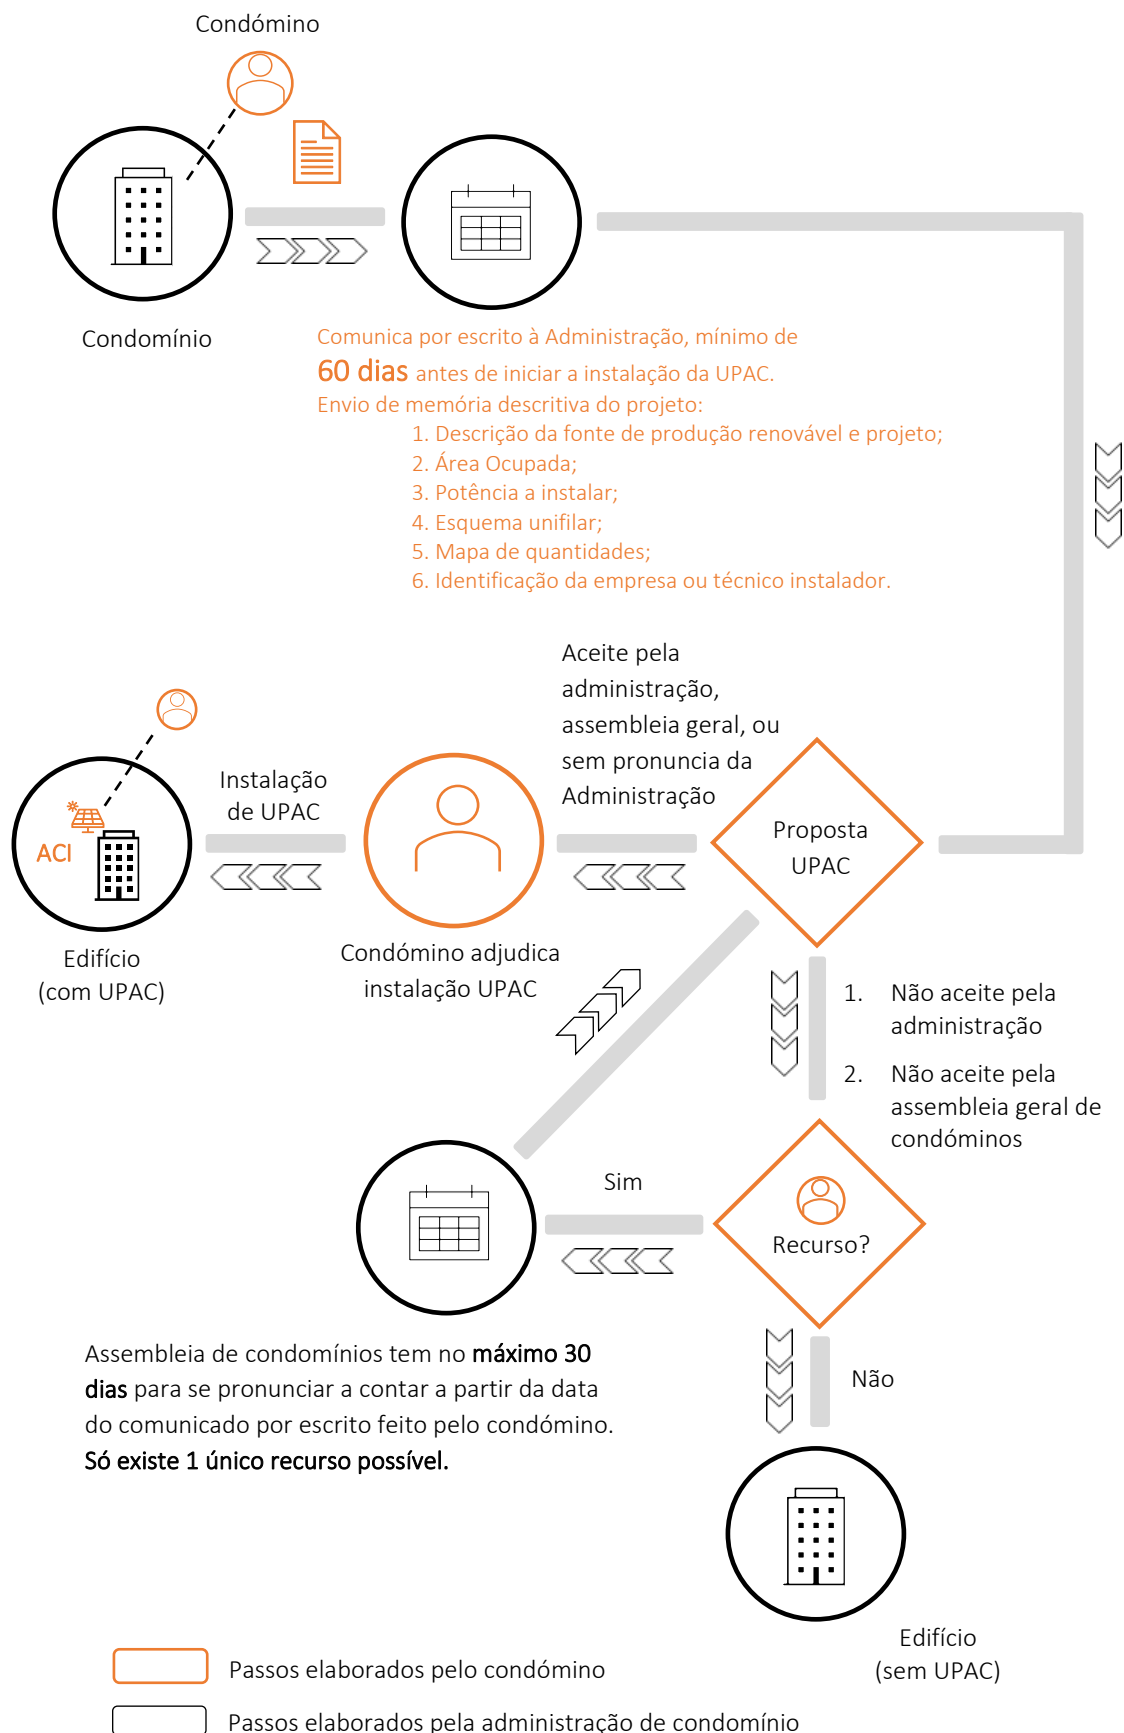 Condómino
Condomínio
Comunica por escrito à Administração, mínimo de
60 dias antes de iniciar a instalação da UPAC.
Envio de memória descritiva do projeto:
1. Descrição da fonte de produção renovável e projeto;
2. Área Ocupada;
3. Potência a instalar;
4. Esquema unifilar;
5. Mapa de quantidades;
6. Identificação da empresa ou técnico instalador.
Aceite pela
administração,
assembleia geral, ou
sem pronuncia da
Administração
Proposta
UPAC
Instalação
de UPAC
ACI
Edifício
(com UPAC)
Condómino adjudica
instalação UPAC
1. Não aceite pela
administração
2. Não aceite pela
assembleia geral de
condóminos
Sim
Recurso?
Assembleia de condomínios tem no máximo 30
dias para se pronunciar a contar a partir da data
do comunicado por escrito feito pelo condómino.
Só existe 1 único recurso possível.
Não
Edifício
(sem UPAC)
Passos elaborados pelo condómino
Passos elaborados pela administração de condomínio